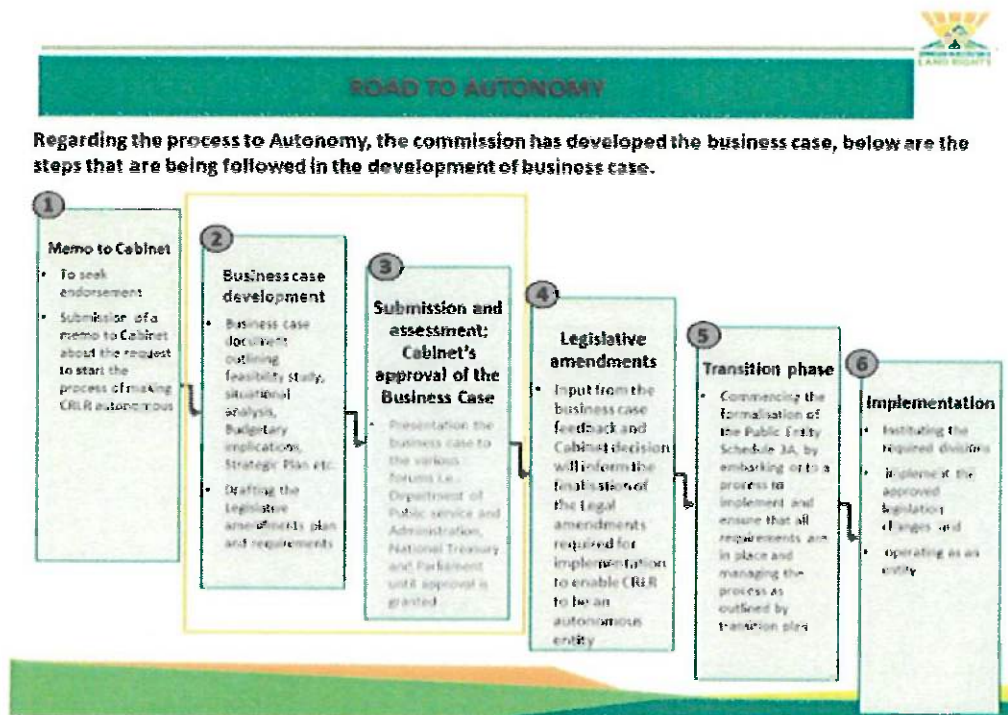 LAND RIGHTS
ROAD TO AUTONOMY
Regarding the process to Autonomy, the commission has developed the business case, below are the
steps that are being followed in the development of business case.
1
Memo to Cabinet
• To seek
endorsement
• Submission of a
memo to Cabinet
about the request
to start the
process of making
CRLR autonomous
2
Business case
development
• Business case
document
outlining
feasibility study,
situational
analysis,
Budgetary
implications,
Strategic Plan etc.
• Drafting the
Legislative
amendments plan
and requirements
3
Submission and
assessment;
Cabinet's
approval of the
Business Case
• Presentation the
business case to
the various
forums i.e.
Department of
Public service and
Administration,
National Treasury
and Parliament
until approval is
granted
4
Legislative
amendments
• Input from the
business case
feedback and
Cabinet decision
will inform the
finalisation of
the Legal
amendments
required for
implementation
to enable CRLR
to be an
autonomous
entity
5
Transition phase
• Commencing the
formalisation of
the Public Entity
Schedule 3A, by
embarking on to a
process to
implement and
ensure that all
requirements are
in place and
managing the
process as
outlined by
transition plan
6
Implementation
• Instituting the
required divisions
• Implement the
approved
legislation
changes and
• operating as an
entity